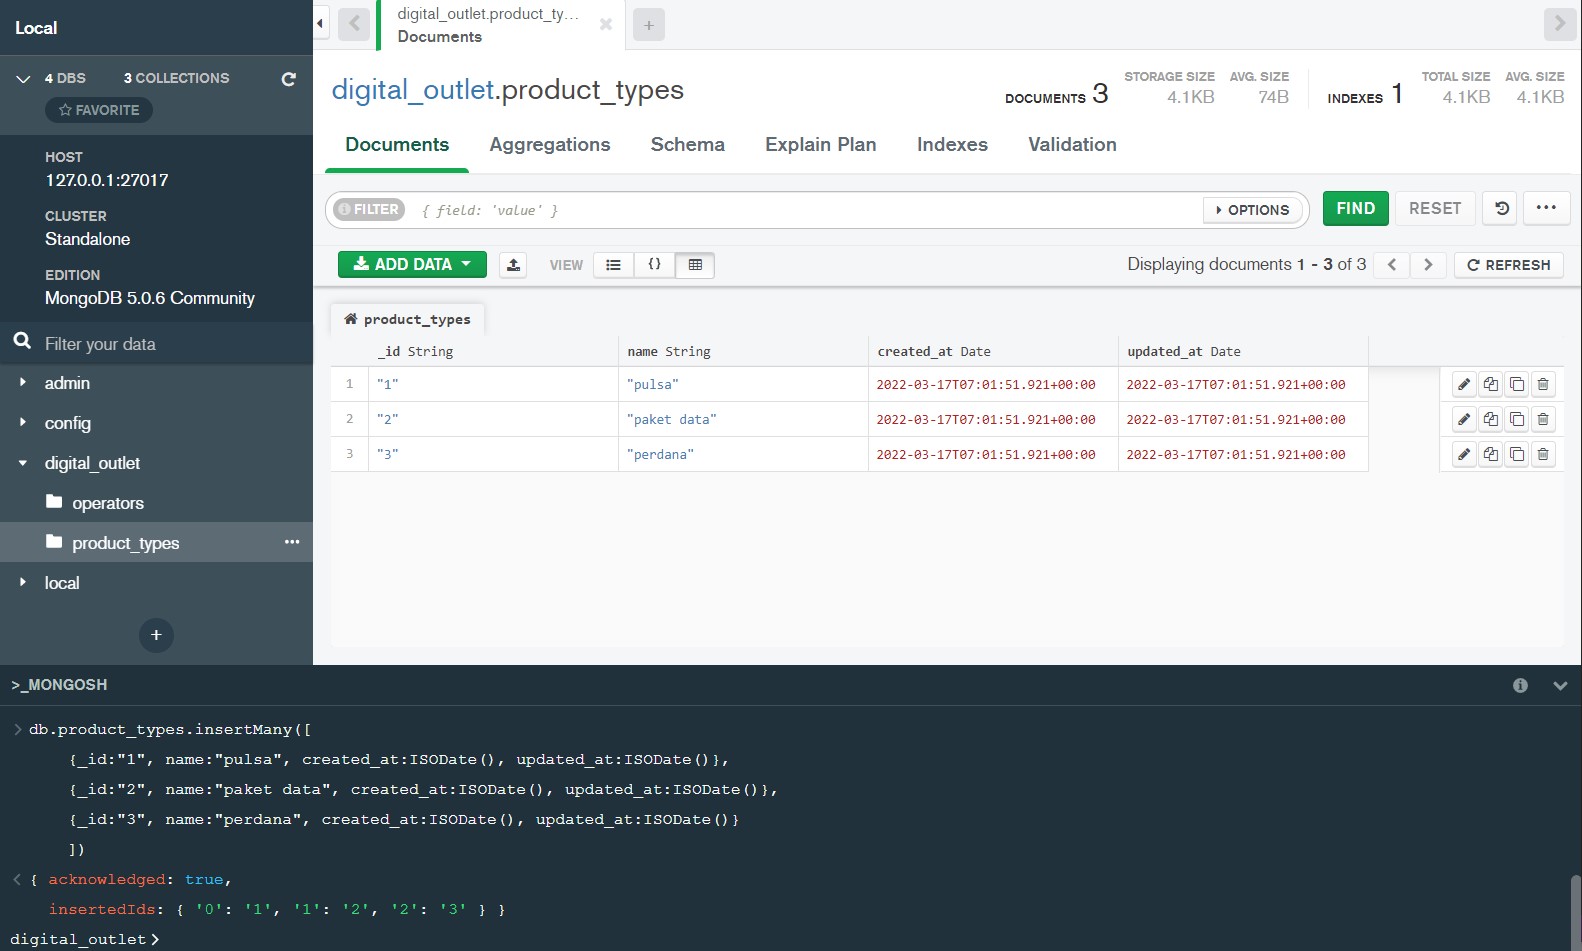 Local
4 DBS 3 COLLECTIONS
FAVORITE
HOST
127.0.0.1:27017
CLUSTER
Standalone
EDITION
MongoDB 5.0.6 Community
Filter your data
admin
config
digital_outlet
operators
product_types
local
+
digital_outlet.product_ty...
Documents
+
digital_outlet.product_types
DOCUMENTS 3
STORAGE SIZE
4.1KB
AVG. SIZE
74B
INDEXES 1
TOTAL SIZE
4.1KB
AVG. SIZE
4.1KB
Documents Aggregations Schema Explain Plan Indexes Validation
FILTER { field: 'value' } OPTIONS FIND RESET ...
ADD DATA VIEW {} Displaying documents 1 - 3 of 3 < > REFRESH
product_types
_id String name String created_at Date updated_at Date
1 "1" "pulsa" 2022-03-17T07:01:51.921+00:00 2022-03-17T07:01:51.921+00:00
2 "2" "paket data" 2022-03-17T07:01:51.921+00:00 2022-03-17T07:01:51.921+00:00
3 "3" "perdana" 2022-03-17T07:01:51.921+00:00 2022-03-17T07:01:51.921+00:00
>_MONGOSH
> db.product_types.insertMany([
{_id:"1", name:"pulsa", created_at:ISODate(), updated_at:ISODate()},
{_id:"2", name:"paket data", created_at:ISODate(), updated_at:ISODate()},
{_id:"3", name:"perdana", created_at:ISODate(), updated_at:ISODate()}
])
< { acknowledged: true,
insertedIds: { '0': '1', '1': '2', '2': '3' } }
digital_outlet>